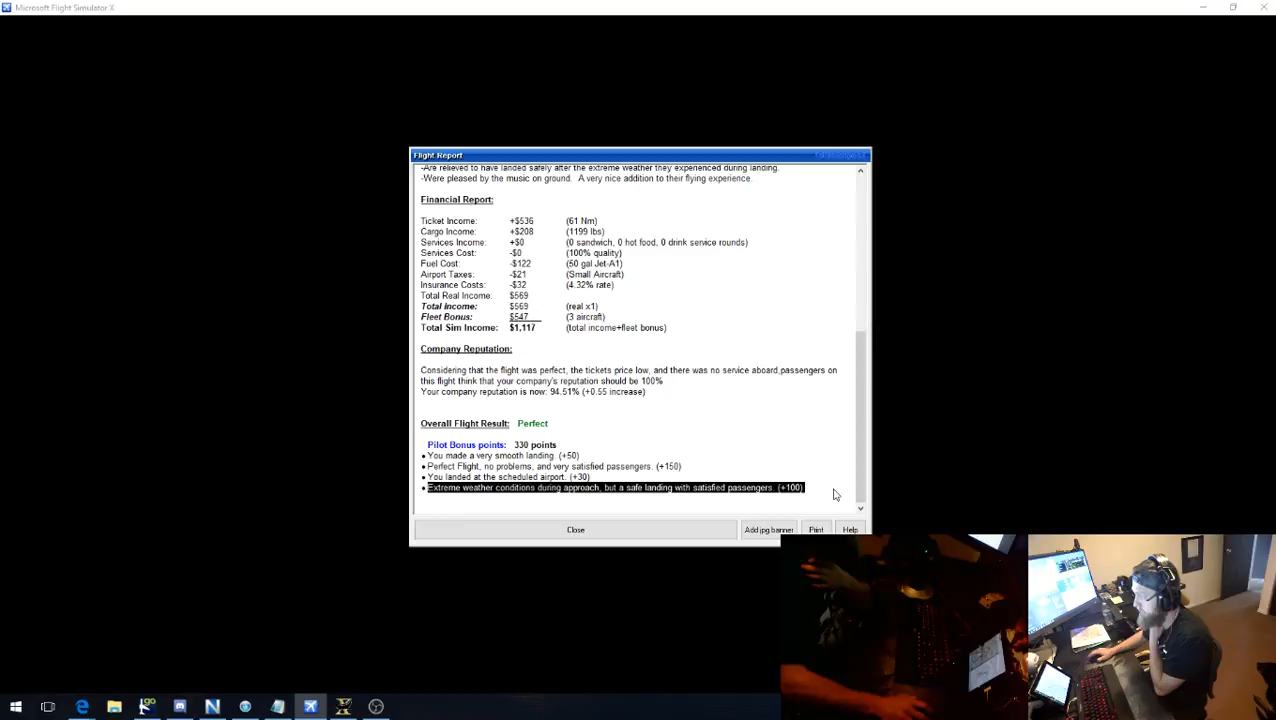 Microsoft Flight Simulator X
Flight Report
-Are relieved to have landed safely after the extreme weather they experienced during landing.
-Were pleased by the music on ground. A very nice addition to their flying experience.
Financial Report:
Ticket Income: +$536 (61 Nm)
Cargo Income: +$208 (1199 lbs)
Services Income: +$0 (0 sandwich, 0 hot food, 0 drink service rounds)
Services Cost: -$0 (100% quality)
Fuel Cost: -$122 (50 gal Jet-A1)
Airport Taxes: -$21 (Small Aircraft)
Insurance Costs: -$32 (4.32% rate)
Total Real Income: $569
Total Income: $569 (real x1)
Fleet Bonus: $547 (3 aircraft)
Total Sim Income: $1,117 (total income+fleet bonus)
Company Reputation:
Considering that the flight was perfect, the tickets price low, and there was no service aboard,passengers on
this flight think that your company's reputation should be 100%
Your company reputation is now: 94.51% (+0.55 increase)
Overall Flight Result: Perfect
Pilot Bonus points: 330 points
• You made a very smooth landing. (+50)
• Perfect Flight, no problems, and very satisfied passengers. (+150)
• You landed at the scheduled airport. (+30)
• Extreme weather conditions during approach, but a safe landing with satisfied passengers. (+100)
Close Add jpg banner Print Help